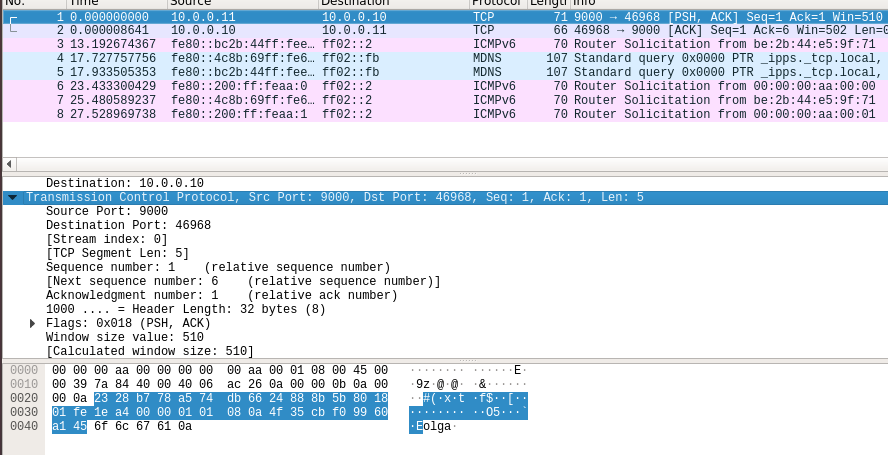 No. Time Source Destination Protocol Length Info
1 0.000000000 10.0.0.11 10.0.0.10 TCP 71 9000 → 46968 [PSH, ACK] Seq=1 Ack=1 Win=510
2 0.000008641 10.0.0.10 10.0.0.11 TCP 66 46968 → 9000 [ACK] Seq=1 Ack=6 Win=502 Len=0
3 13.192674367 fe80::bc2b:44ff:fee… ff02::2 ICMPv6 70 Router Solicitation from be:2b:44:e5:9f:71
4 17.727757756 fe80::4c8b:69ff:fe6… ff02::fb MDNS 107 Standard query 0x0000 PTR _ipps._tcp.local,
5 17.933505353 fe80::bc2b:44ff:fee… ff02::fb MDNS 107 Standard query 0x0000 PTR _ipps._tcp.local,
6 23.433300429 fe80::200:ff:feaa:0 ff02::2 ICMPv6 70 Router Solicitation from 00:00:00:aa:00:00
7 25.480589237 fe80::4c8b:69ff:fe6… ff02::2 ICMPv6 70 Router Solicitation from be:2b:44:e5:9f:71
8 27.528969738 fe80::200:ff:feaa:1 ff02::2 ICMPv6 70 Router Solicitation from 00:00:00:aa:00:01
Destination: 10.0.0.10
Transmission Control Protocol, Src Port: 9000, Dst Port: 46968, Seq: 1, Ack: 1, Len: 5
Source Port: 9000
Destination Port: 46968
[Stream index: 0]
[TCP Segment Len: 5]
Sequence number: 1 (relative sequence number)
[Next sequence number: 6 (relative sequence number)]
Acknowledgment number: 1 (relative ack number)
1000 .... = Header Length: 32 bytes (8)
Flags: 0x018 (PSH, ACK)
Window size value: 510
[Calculated window size: 510]
0000 00 00 00 aa 00 00 00 00 00 aa 00 01 08 00 45 00 ········ ······E·
0010 00 39 7a 84 40 00 40 06 ac 26 0a 00 00 0b 0a 00 ·9z·@·@· ·&······
0020 00 0a 23 28 b7 78 a5 74 db 66 24 88 8b 5b 80 18 ··#(·x·t ·f$··[··
0030 01 fe 1e a4 00 00 01 01 08 0a 4f 35 cb f0 99 60 ········ ··O5···`
0040 a1 45 6f 6c 67 61 0a ·Eolga·